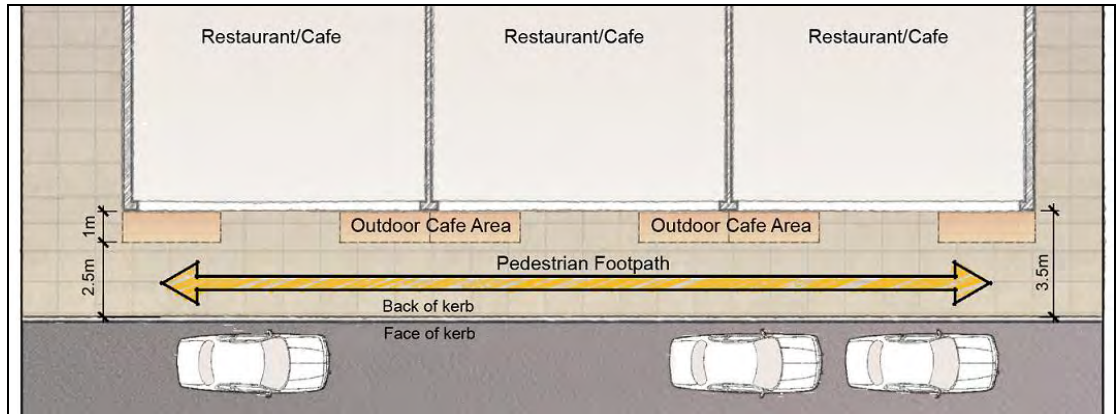 Restaurant/Cafe
Restaurant/Cafe
Restaurant/Cafe
1m
Outdoor Cafe Area
Outdoor Cafe Area
2.5m
Pedestrian Footpath
3.5m
Back of kerb
Face of kerb